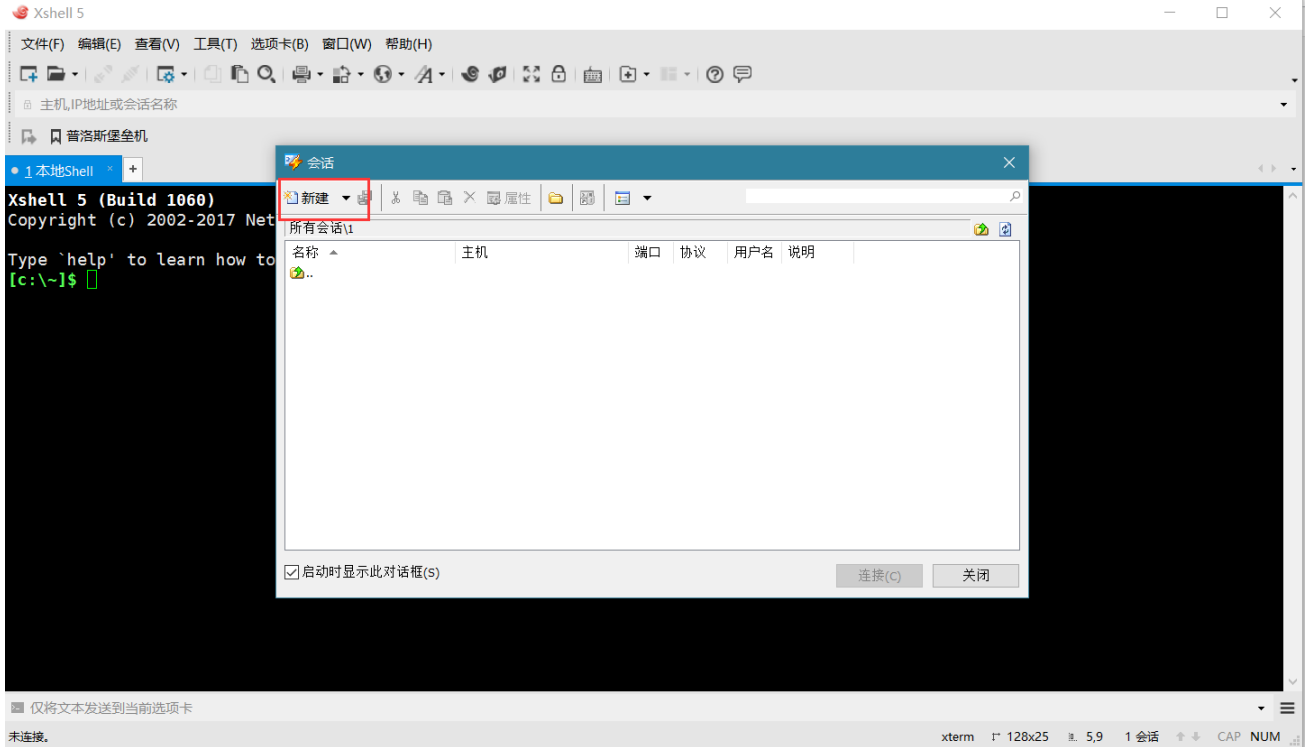 Xshell 5
文件(F) 编辑(E) 查看(V) 工具(T) 选项卡(B) 窗口(W) 帮助(H)
主机,IP地址或会话名称
普洛斯堡垒机
1 本地Shell
Xshell 5 (Build 1060)
Copyright (c) 2002-2017 Net
Type `help' to learn how to
[c:\~]$
会话
新建 属性
所有会话\1
名称 主机 端口 协议 用户名 说明
..
启动时显示此对话框(S)
连接(C) 关闭
仅将文本发送到当前选项卡
未连接。 xterm 128x25 5,9 1 会话 CAP NUM